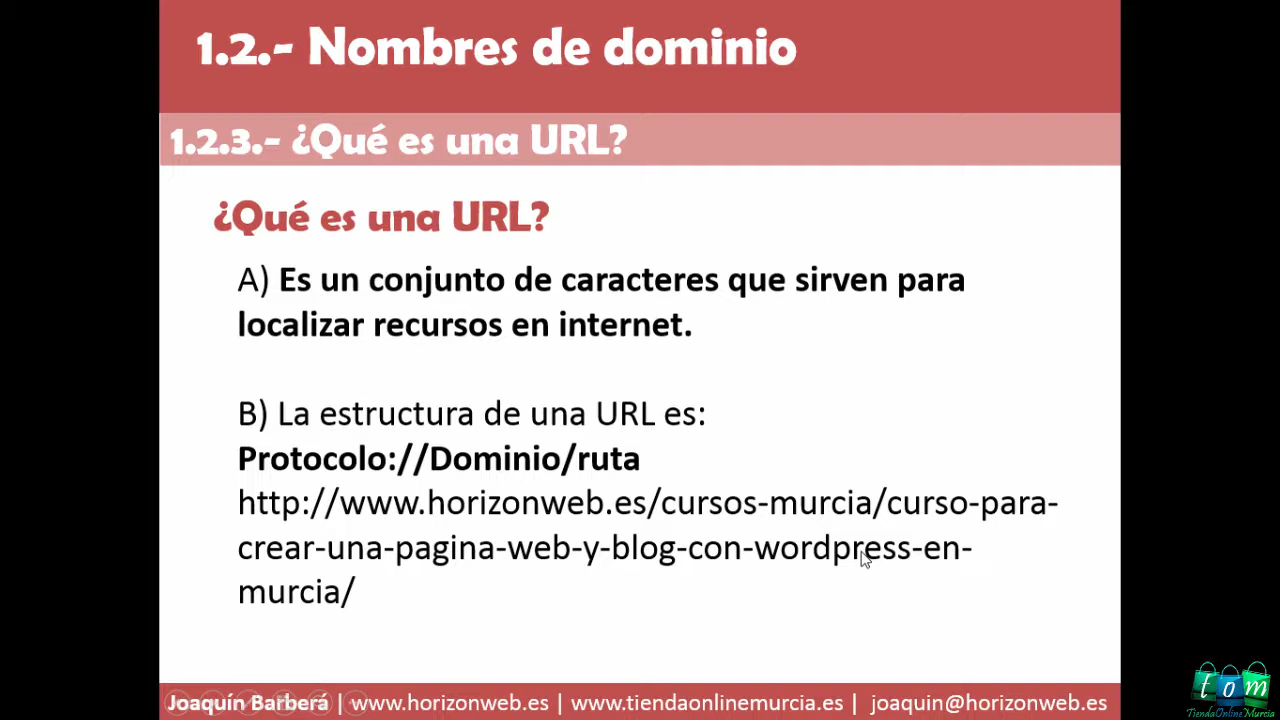 1.2.- Nombres de dominio
1.2.3.- ¿Qué es una URL?
¿Qué es una URL?
A) Es un conjunto de caracteres que sirven para
localizar recursos en internet.
B) La estructura de una URL es:
Protocolo://Dominio/ruta
http://www.horizonweb.es/cursos-murcia/curso-para-
crear-una-pagina-web-y-blog-con-wordpress-en-
murcia/
Joaquín Barberá | www.horizonweb.es | www.tiendaonlinemurcia.es | joaquin@horizonweb.es
tom
TiendaOnlineMurcia